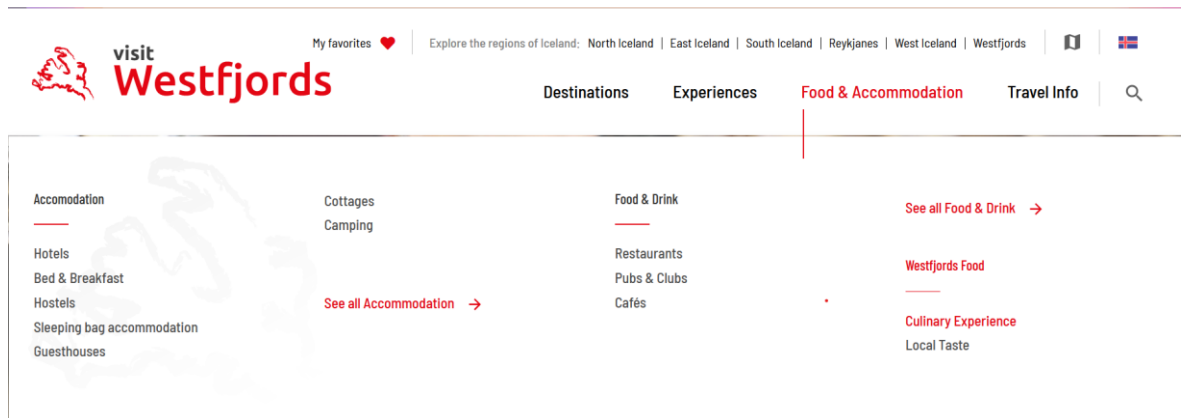 My favorites
Explore the regions of Iceland: North Iceland | East Iceland | South Iceland | Reykjanes | West Iceland | Westfjords
visit
Westfjords
Destinations Experiences Food & Accommodation Travel Info
Accomodation
Hotels
Bed & Breakfast
Hostels
Sleeping bag accommodation
Guesthouses
Cottages
Camping
See all Accommodation →
Food & Drink
Restaurants
Pubs & Clubs
Cafés
See all Food & Drink →
Westfjords Food
Culinary Experience
Local Taste